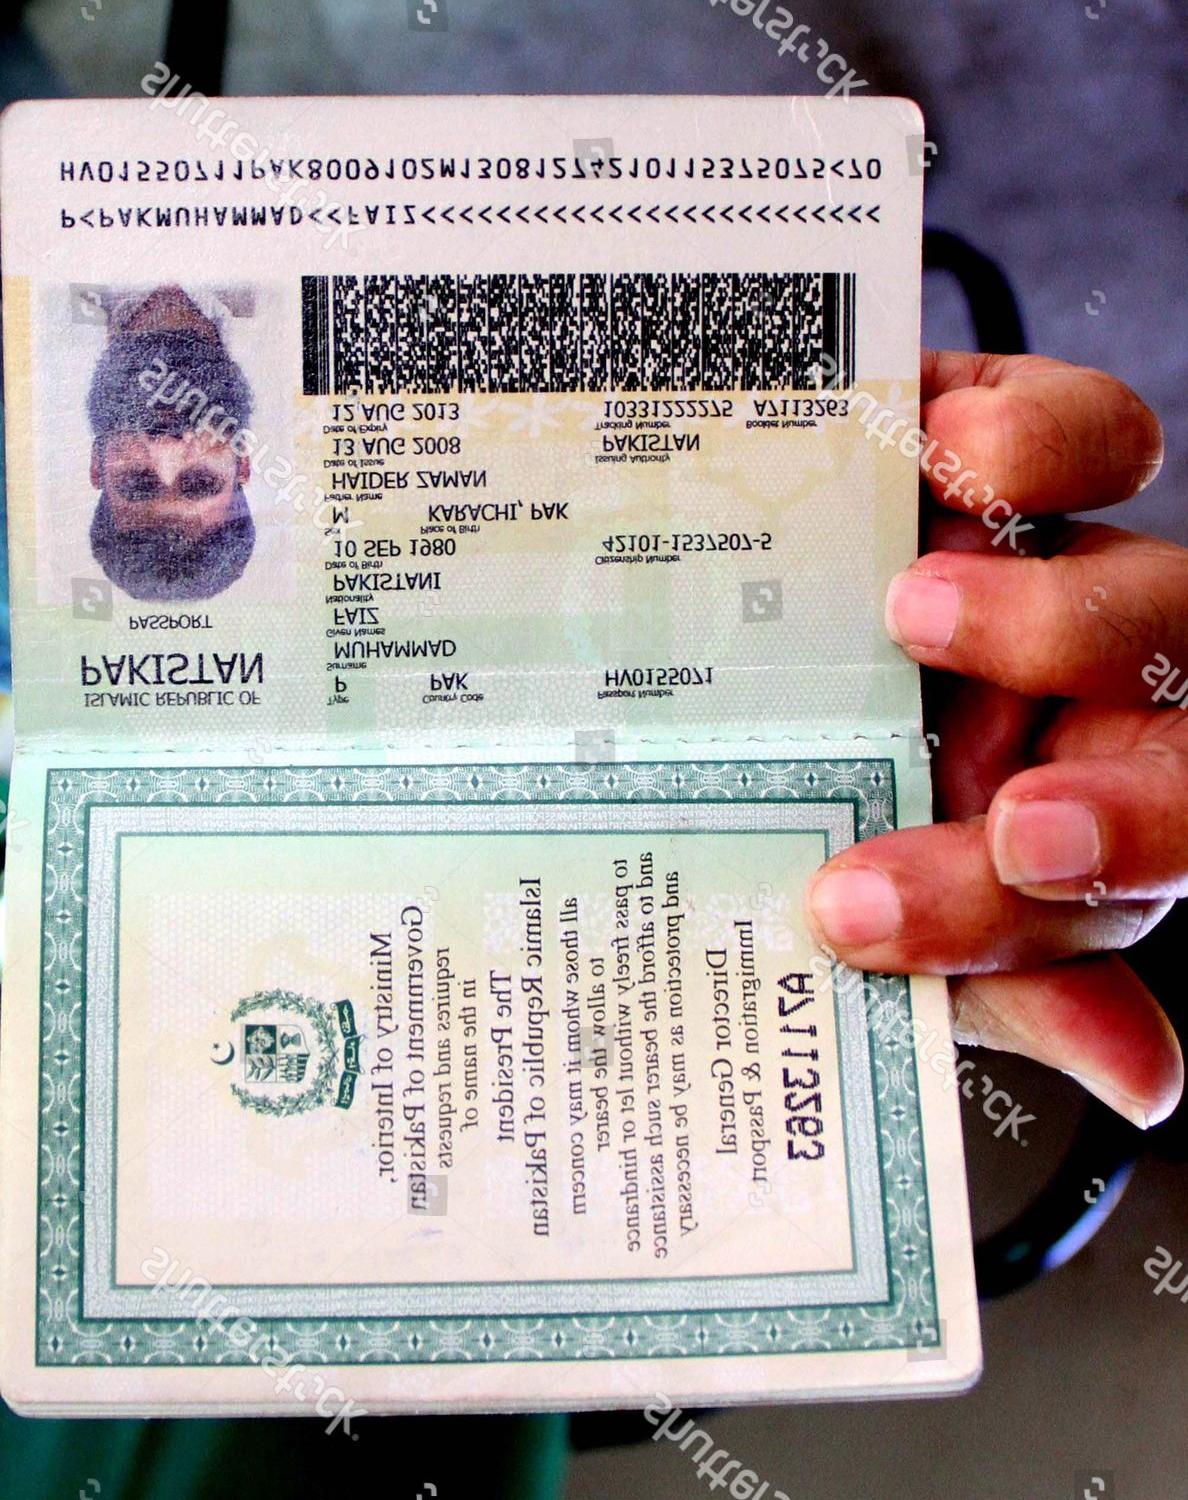 A7113263
Immigration & Passport
Director General
and protection as may be necessary
and to afford the bearer such assistance
to pass freely without let or hindrance
to allow the bearer
all those whom it may concern
Islamic Republic of Pakistan
The President
in the name of
requires and requests
Government of Pakistan
Ministry of Interior,
ISLAMIC REPUBLIC OF
PAKISTAN
PASSPORT
Type Country Code Passport Number
P PAK HV0155071
Surname
MUHAMMAD
Given Names
FAIZ
Nationality
PAKISTANI
Date of Birth Citizenship Number
10 SEP 1980 42101-1537507-5
Sex Place of Birth
M KARACHI, PAK
Father Name
HAIDER ZAMAN
Date of Issue Issuing Authority
13 AUG 2008 PAKISTAN
Date of Expiry Tracking Number Booklet Number
12 AUG 2013 10331222275 A7113263
P<PAKMUHAMMAD<<FAIZ<<<<<<<<<<<<<<<<<<<<<<<<<
HV01550711PAK8009102M13081274210115375075<70
shutterstock